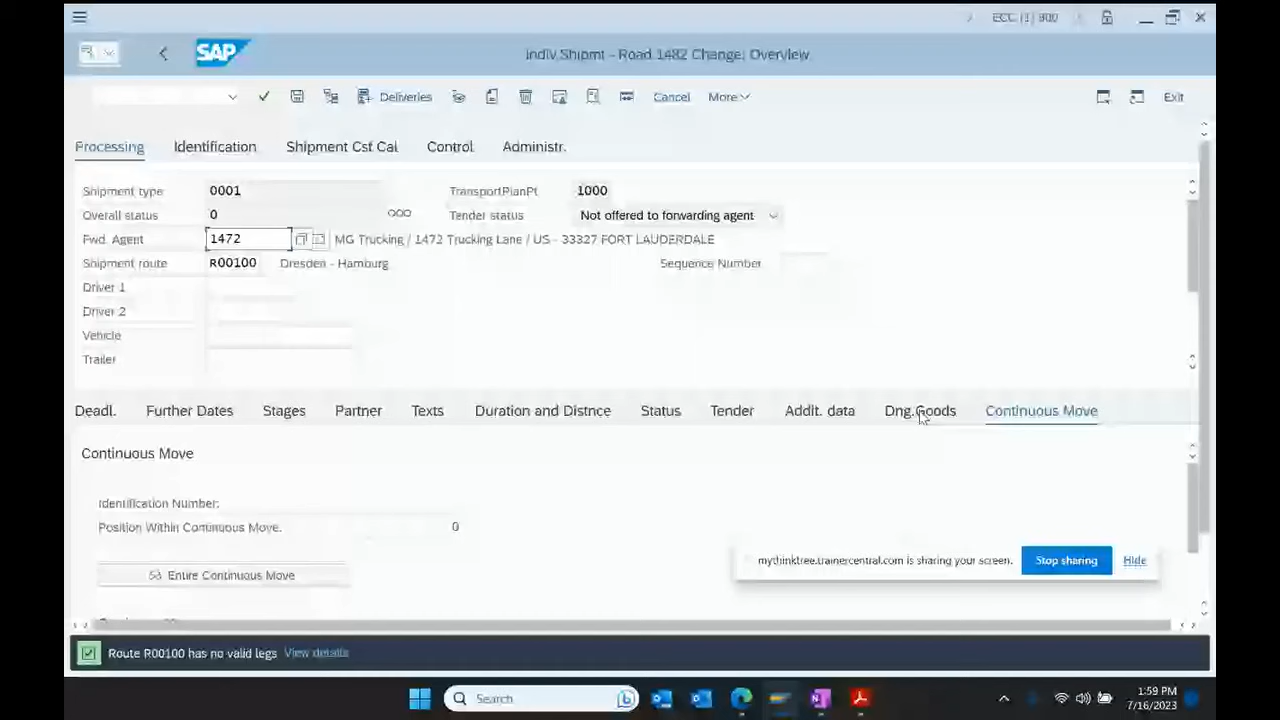 ECC (1) 800
SAP
Indiv.Shipmt - Road 1482 Change: Overview
Deliveries Cancel More Exit
Processing Identification Shipment Cst Cal Control Administr.
Shipment type 0001 TransportPlanPt 1000
Overall status 0 Tender status Not offered to forwarding agent
Fwd. Agent 1472 MG Trucking / 1472 Trucking Lane / US - 33327 FORT LAUDERDALE
Shipment route R00100 Dresden - Hamburg Sequence Number
Driver 1
Driver 2
Vehicle
Trailer
Deadl. Further Dates Stages Partner Texts Duration and Distnce Status Tender Addit. data Dng.Goods Continuous Move
Continuous Move
Identification Number:
Position Within Continuous Move. 0
Entire Continuous Move
mythinktree.trainercentral.com is sharing your screen. Stop sharing Hide
Route R00100 has no valid legs View details
Search
1:59 PM
7/16/2023